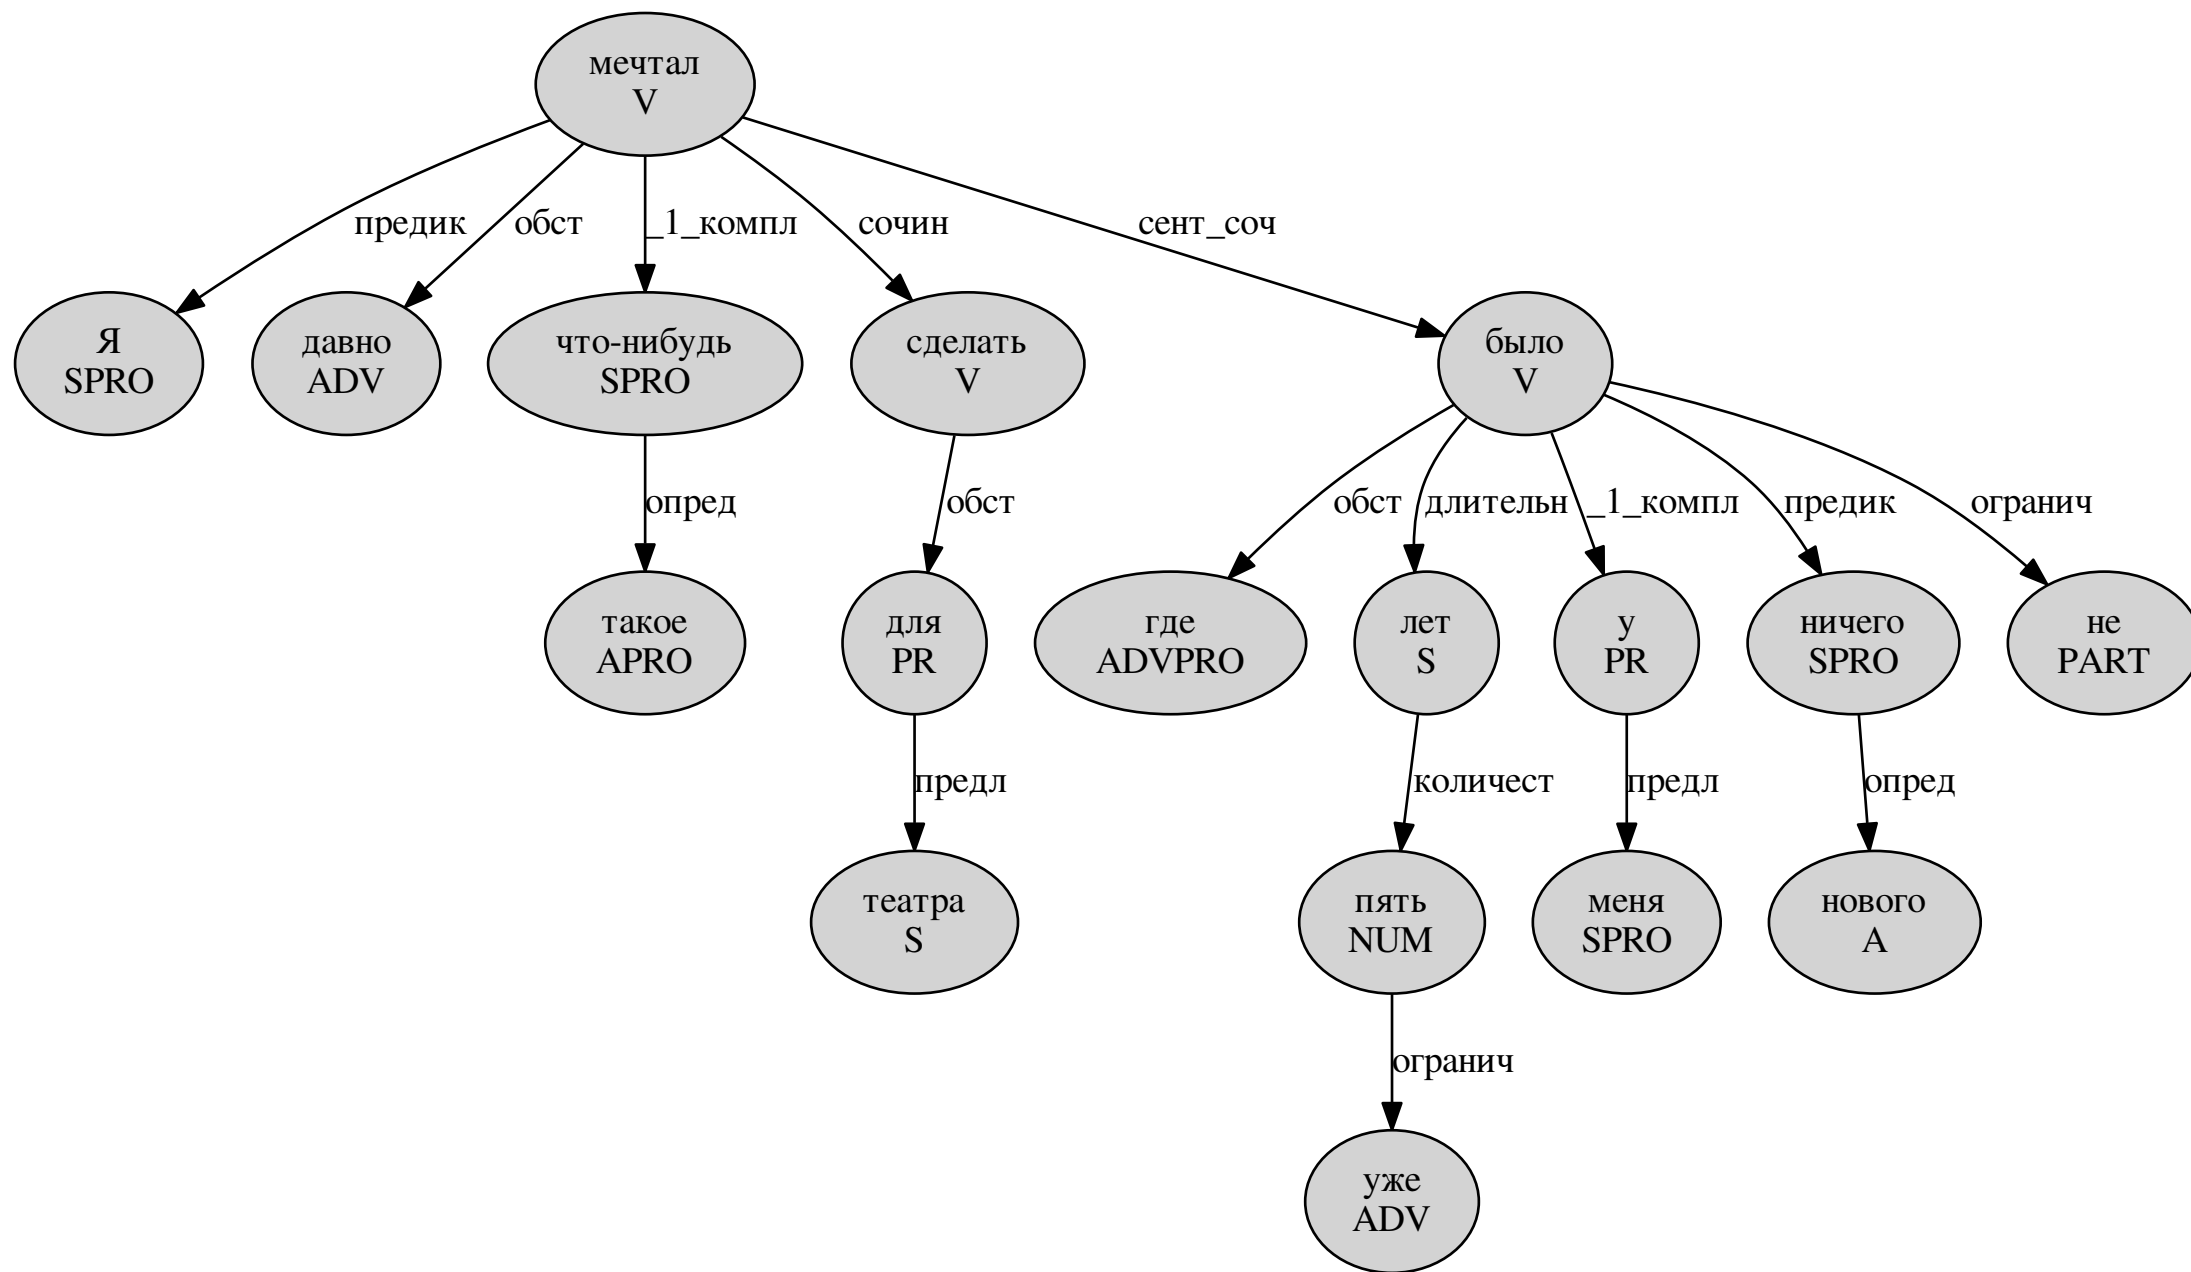 мечтал
V
предик
обст
_1_компл
сочин
сент_соч
Я
SPRO
давно
ADV
что-нибудь
SPRO
сделать
V
было
V
опред
обст
обст
длительн
_1_компл
предик
огранич
такое
APRO
для
PR
где
ADVPRO
лет
S
у
PR
ничего
SPRO
не
PART
предл
количест
предл
опред
театра
S
пять
NUM
меня
SPRO
нового
A
огранич
уже
ADV